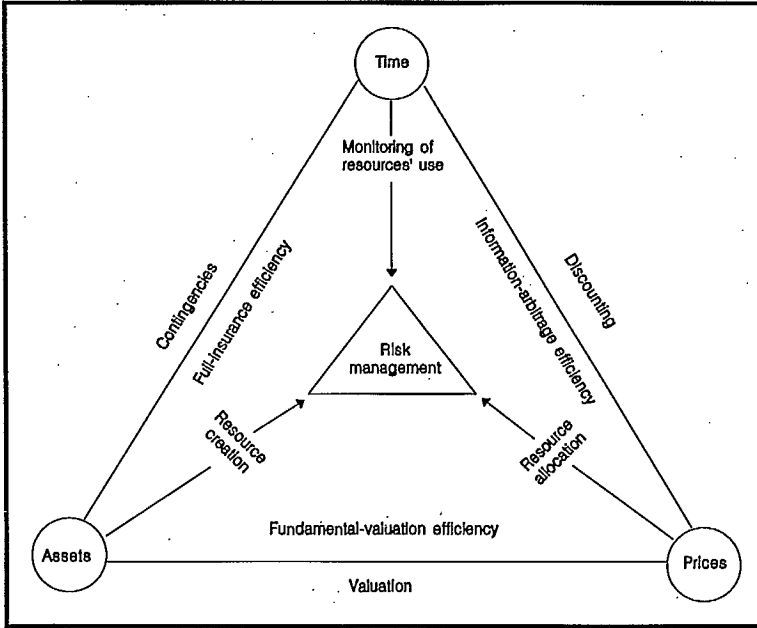 Time
Monitoring of
resources' use
Contingencies
Full-insurance efficiency
Information-arbitrage efficiency
Discounting
Risk
management
Resource
creation
Resource
allocation
Fundamental-valuation efficiency
Assets
Prices
Valuation